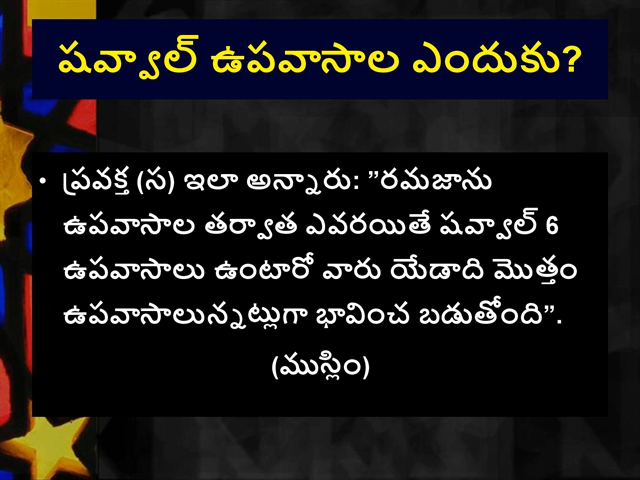 షవ్వాల్ ఉపవాసాల ఎందుకు?
• ప్రవక్త (స) ఇలా అన్నారు: ”రమజాను
ఉపవాసాల తర్వాత ఎవరయితే షవ్వాల్ 6
ఉపవాసాలు ఉంటారో వారు యేడాది మొత్తం
ఉపవాసాలున్నట్లుగా భావించ బడుతోంది”.
(ముస్లిం)